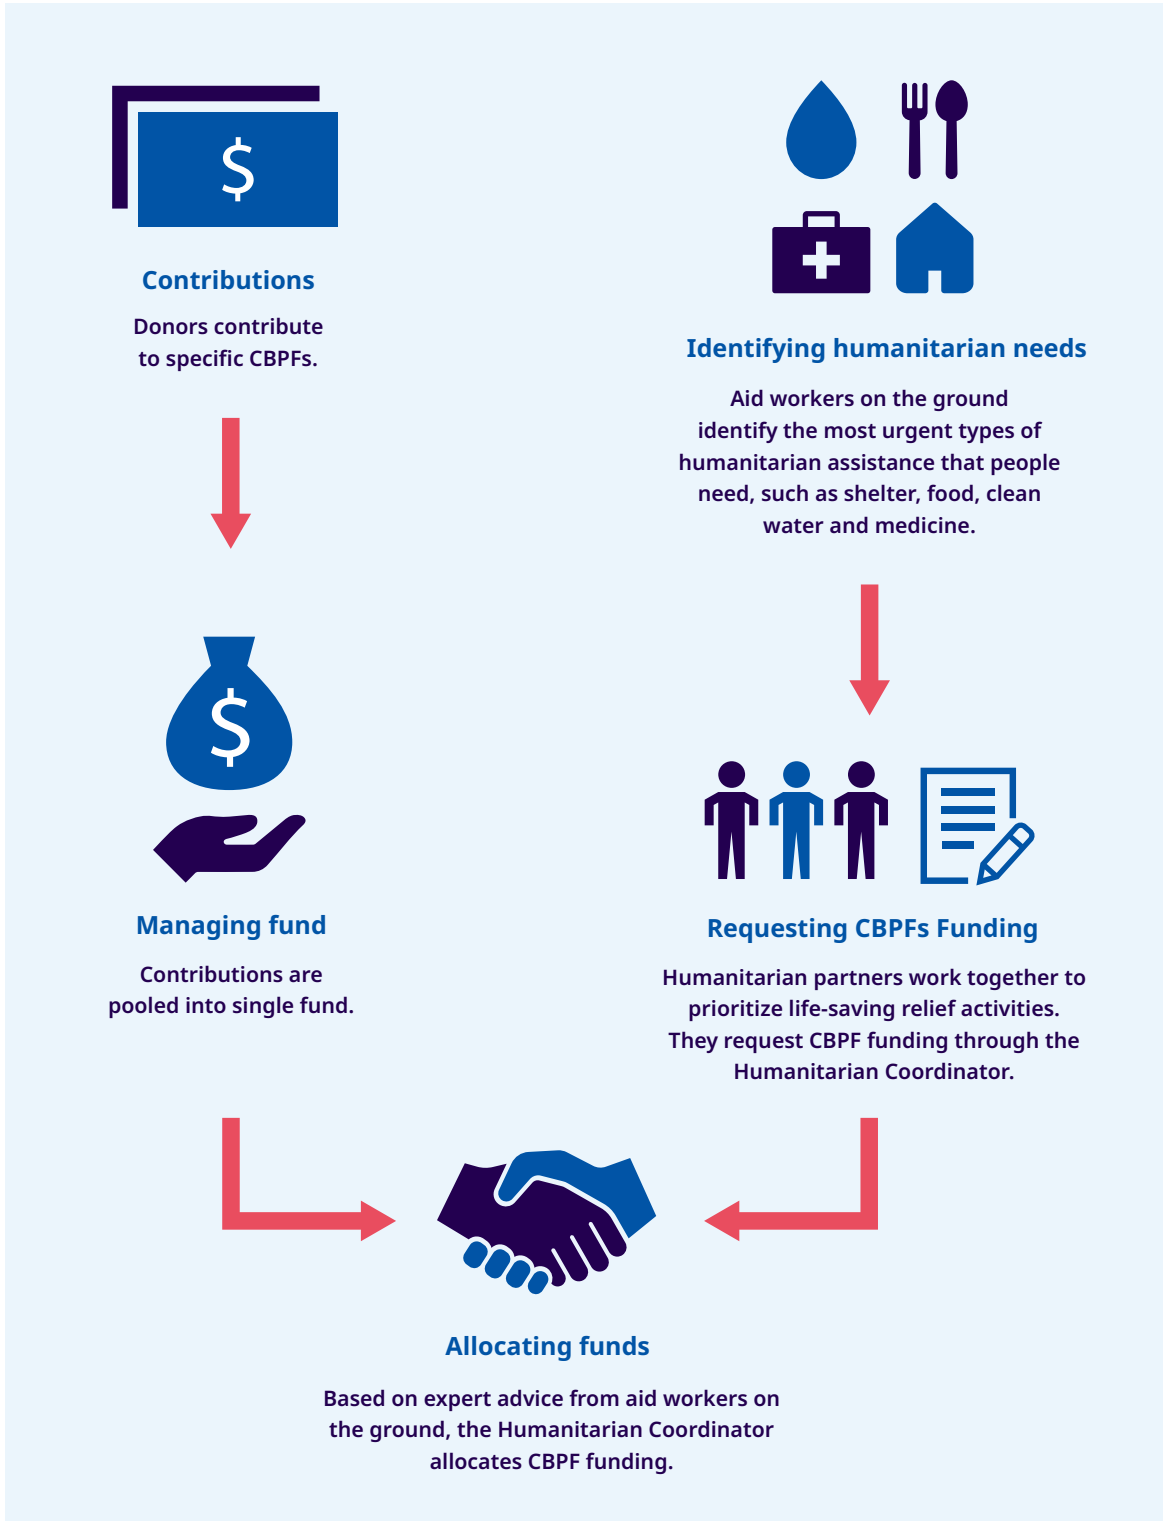 $
Contributions
Donors contribute
to specific CBPFs.
$
Managing fund
Contributions are
pooled into single fund.
Identifying humanitarian needs
Aid workers on the ground
identify the most urgent types of
humanitarian assistance that people
need, such as shelter, food, clean
water and medicine.
Requesting CBPFs Funding
Humanitarian partners work together to
prioritize life-saving relief activities.
They request CBPF funding through the
Humanitarian Coordinator.
Allocating funds
Based on expert advice from aid workers on
the ground, the Humanitarian Coordinator
allocates CBPF funding.